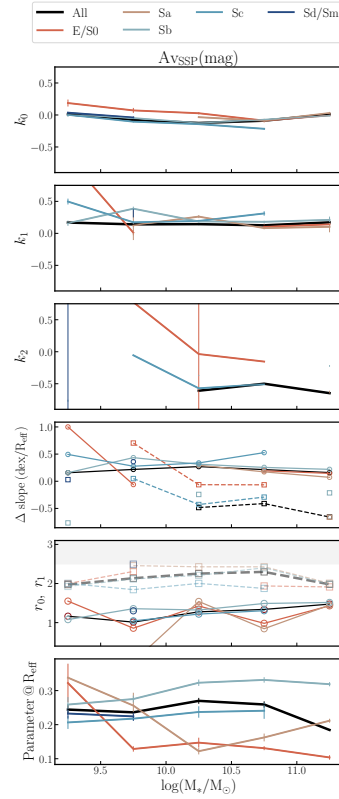 All Sa Sc Sd/Sm
E/S0 Sb
Av_SSP(mag)
0.5
0.0
−0.5
k_0
0.5
0.0
−0.5
k_1
0.5
0.0
−0.5
k_2
1.0
0.5
0.0
−0.5
Δ slope (dex/R_eff)
3
2
1
r_0, r_1
0.3
0.2
0.1
Parameter @ R_eff
9.5 10.0 10.5 11.0
log(M_*/M_⊙)